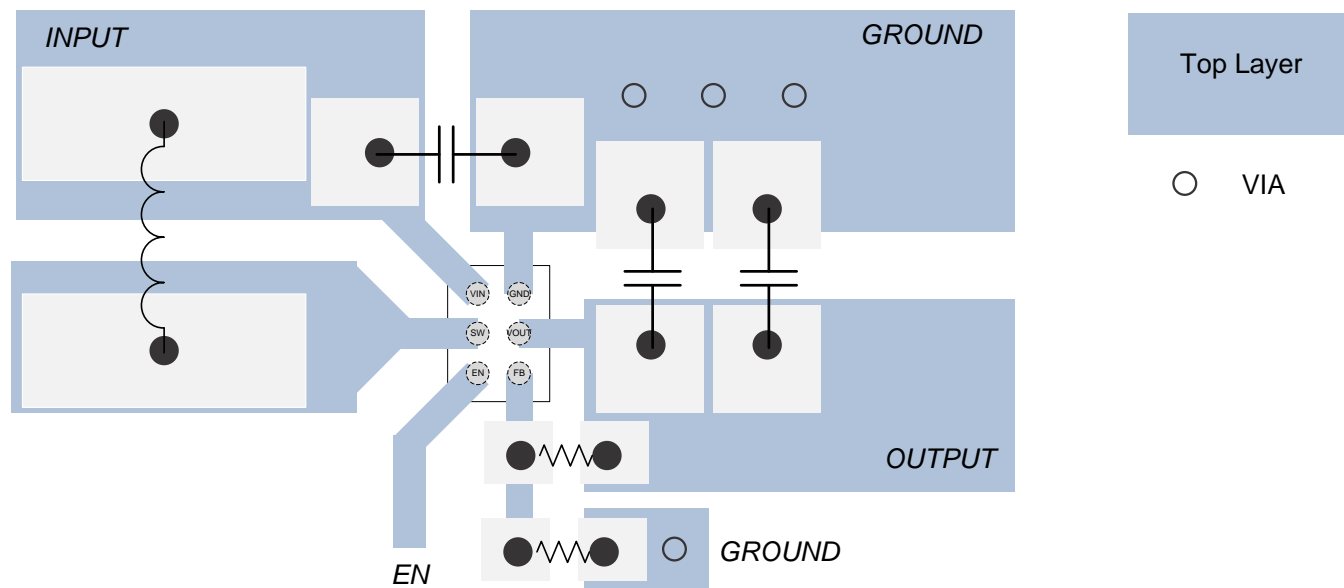 INPUT
GROUND
Top Layer
VIA
VIN
GND
SW
VOUT
EN
FB
OUTPUT
GROUND
EN